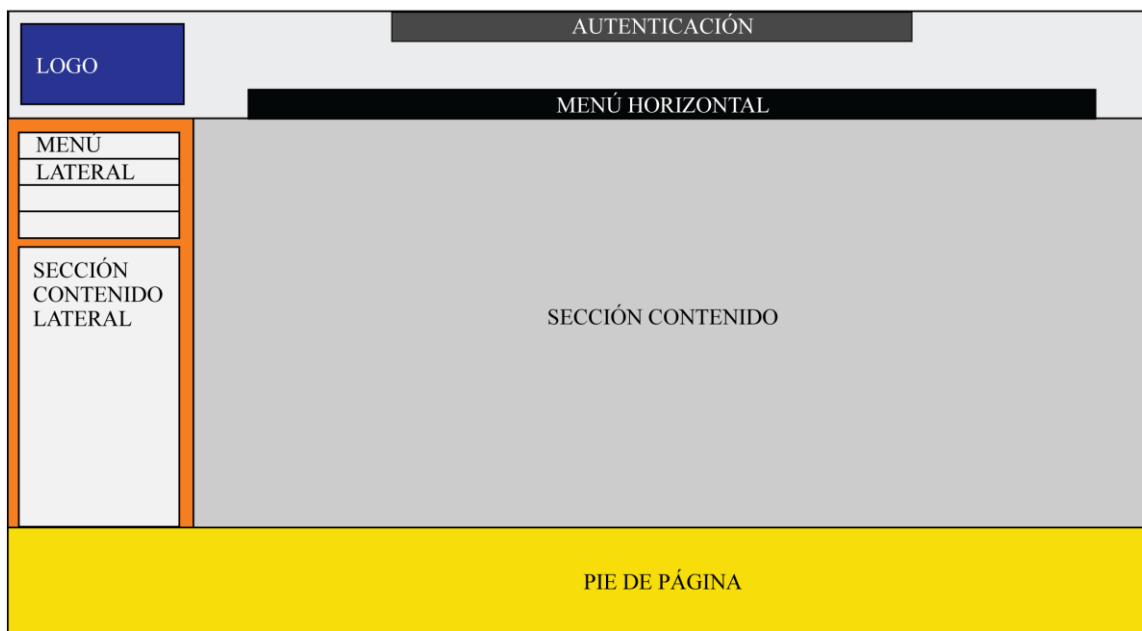 AUTENTICACIÓN
LOGO
MENÚ HORIZONTAL
MENÚ
LATERAL
SECCIÓN
CONTENIDO
LATERAL
SECCIÓN CONTENIDO
PIE DE PÁGINA